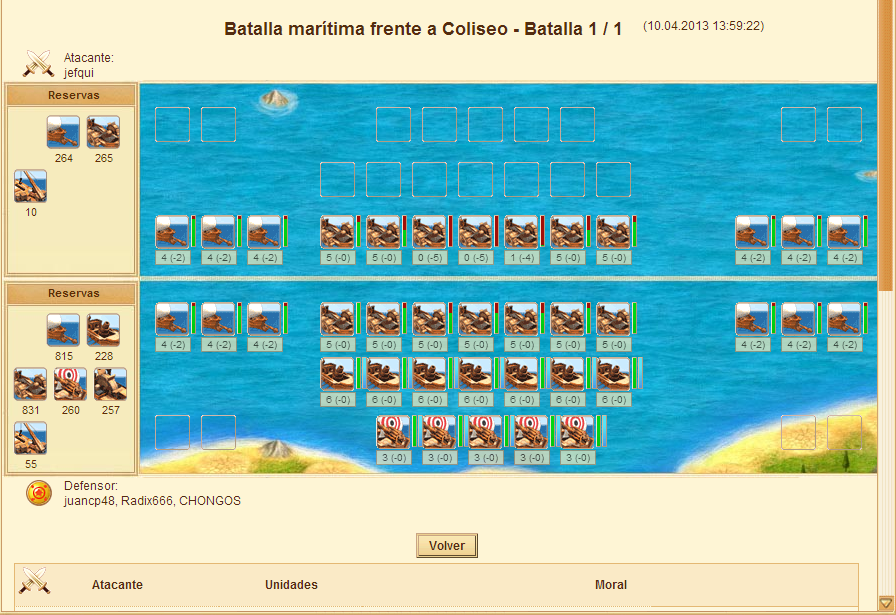 Batalla marítima frente a Coliseo - Batalla 1 / 1 (10.04.2013 13:59:22)
Atacante:
jefqui
Reservas
264 265
10
4 (-2) 4 (-2) 4 (-2) 5 (-0) 5 (-0) 0 (-5) 0 (-5) 1 (-4) 5 (-0) 5 (-0) 4 (-2) 4 (-2) 4 (-2)
Reservas
815 228
831 260 257
55
4 (-2) 4 (-2) 4 (-2) 5 (-0) 5 (-0) 5 (-0) 5 (-0) 5 (-0) 5 (-0) 5 (-0) 4 (-2) 4 (-2) 4 (-2)
6 (-0) 6 (-0) 6 (-0) 6 (-0) 6 (-0) 6 (-0) 6 (-0)
3 (-0) 3 (-0) 3 (-0) 3 (-0) 3 (-0)
Defensor:
juancp48, Radix666, CHONGOS
Volver
Atacante Unidades Moral